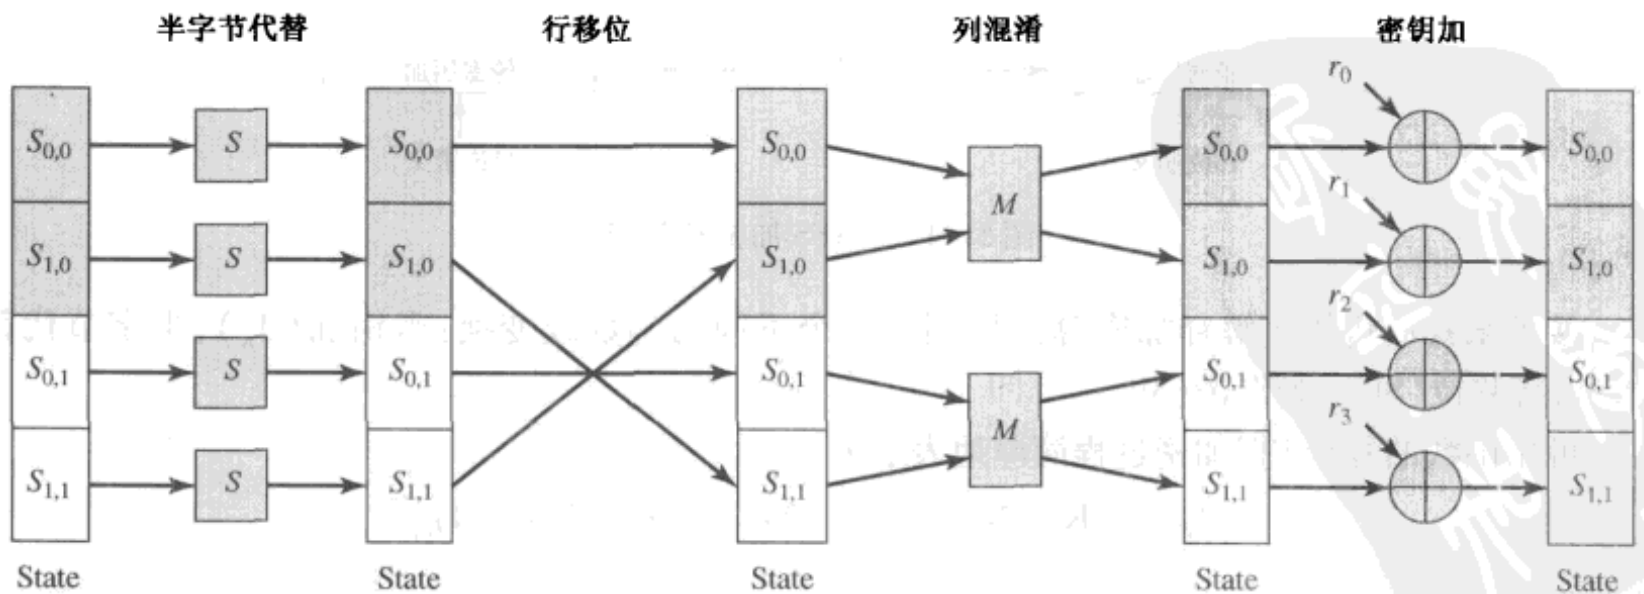 半字节代替 行移位 列混淆 密钥加
r0
S0,0 S S0,0 S0,0 S0,0 S0,0
M
r1
S1,0 S S1,0 S1,0 S1,0 S1,0
r2
S0,1 S S0,1 S0,1 S0,1 S0,1
M
r3
S1,1 S S1,1 S1,1 S1,1 S1,1
State State State State State